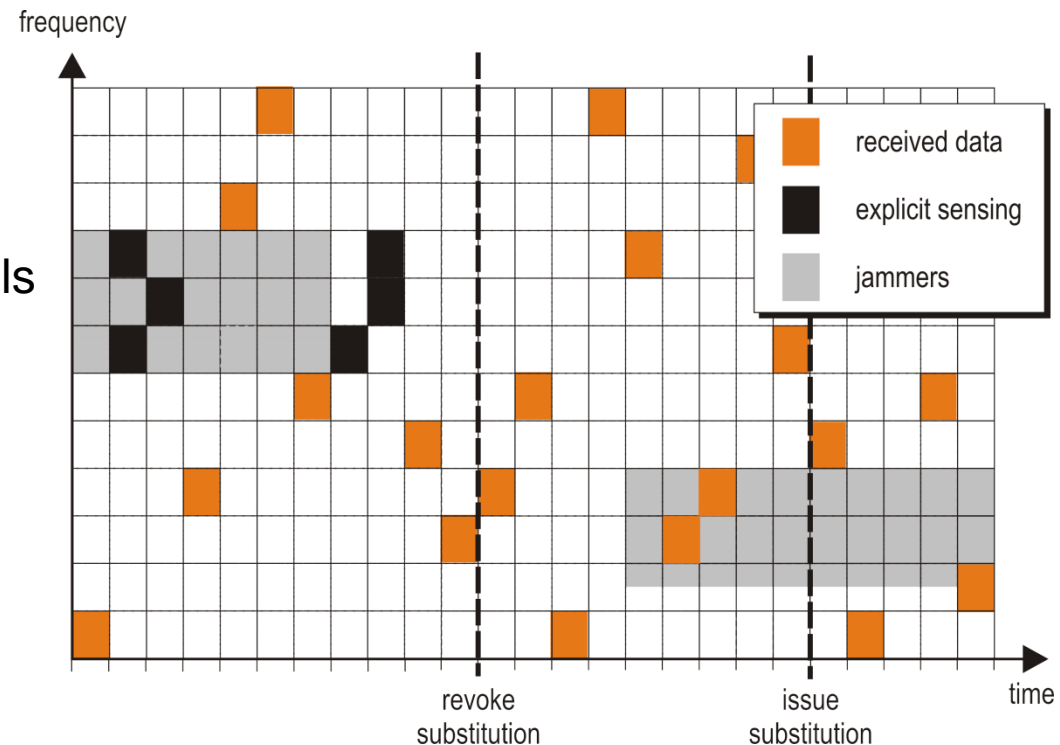 frequency
received data
explicit sensing
jammers
ls
revoke
substitution
issue
substitution
time